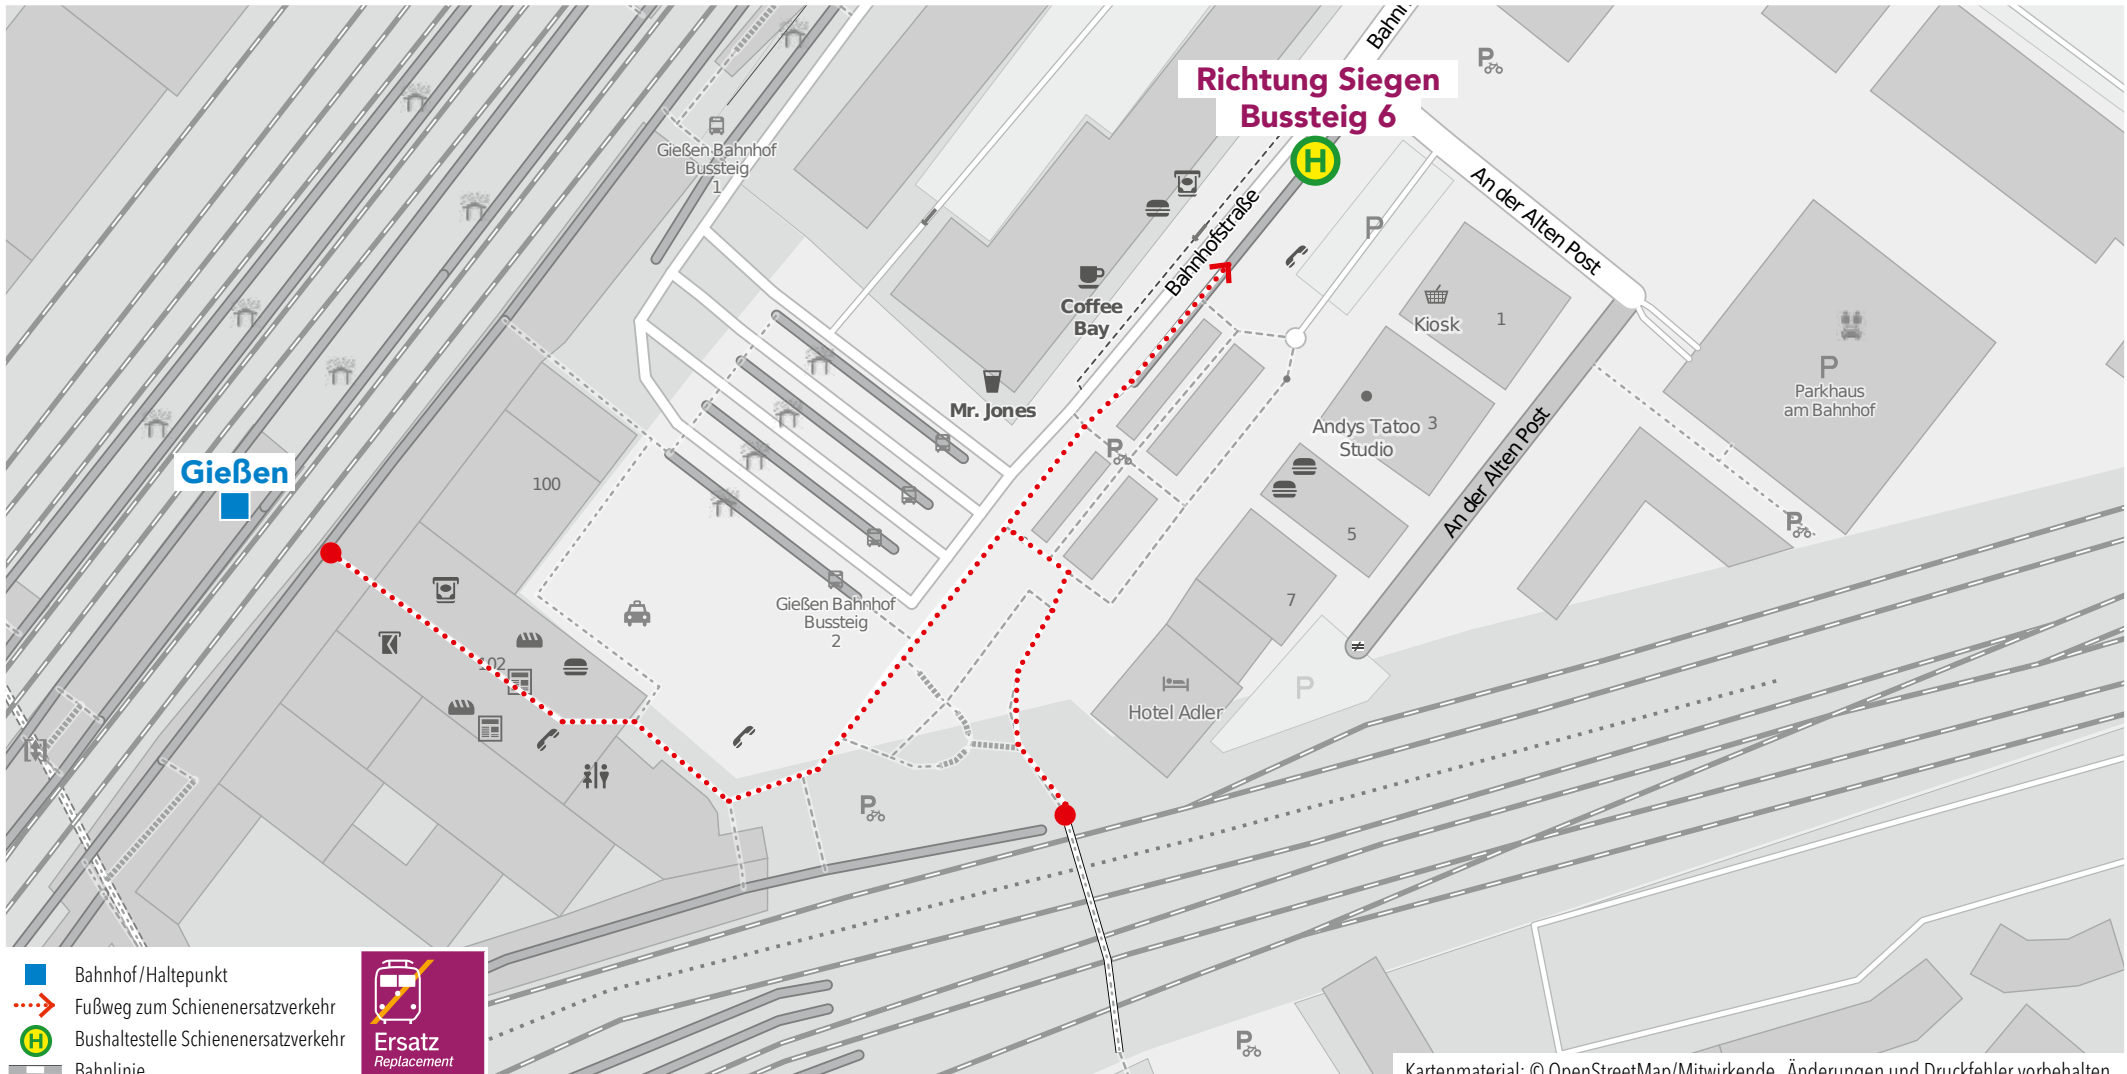 Bahn
Richtung Siegen
Bussteig 6
P
Gießen Bahnhof
Bussteig
1
An der Alten Post
Bahnhofstraße
P
Coffee
Bay
Kiosk
1
Parkhaus
am Bahnhof
P
Mr. Jones
Andys Tatoo
Studio
3
P
An der Alten Post
Gießen
100
5
P
Gießen Bahnhof
Bussteig
2
7
102
Hotel Adler
P
P
Bahnhof/Haltepunkt
Fußweg zum Schienenersatzverkehr
H
Bushaltestelle Schienenersatzverkehr
Bahnlinie
Ersatz
Replacement
H
P
Kartenmaterial: © OpenStreetMap/Mitwirkende, Änderungen und Druckfehler vorbehalten